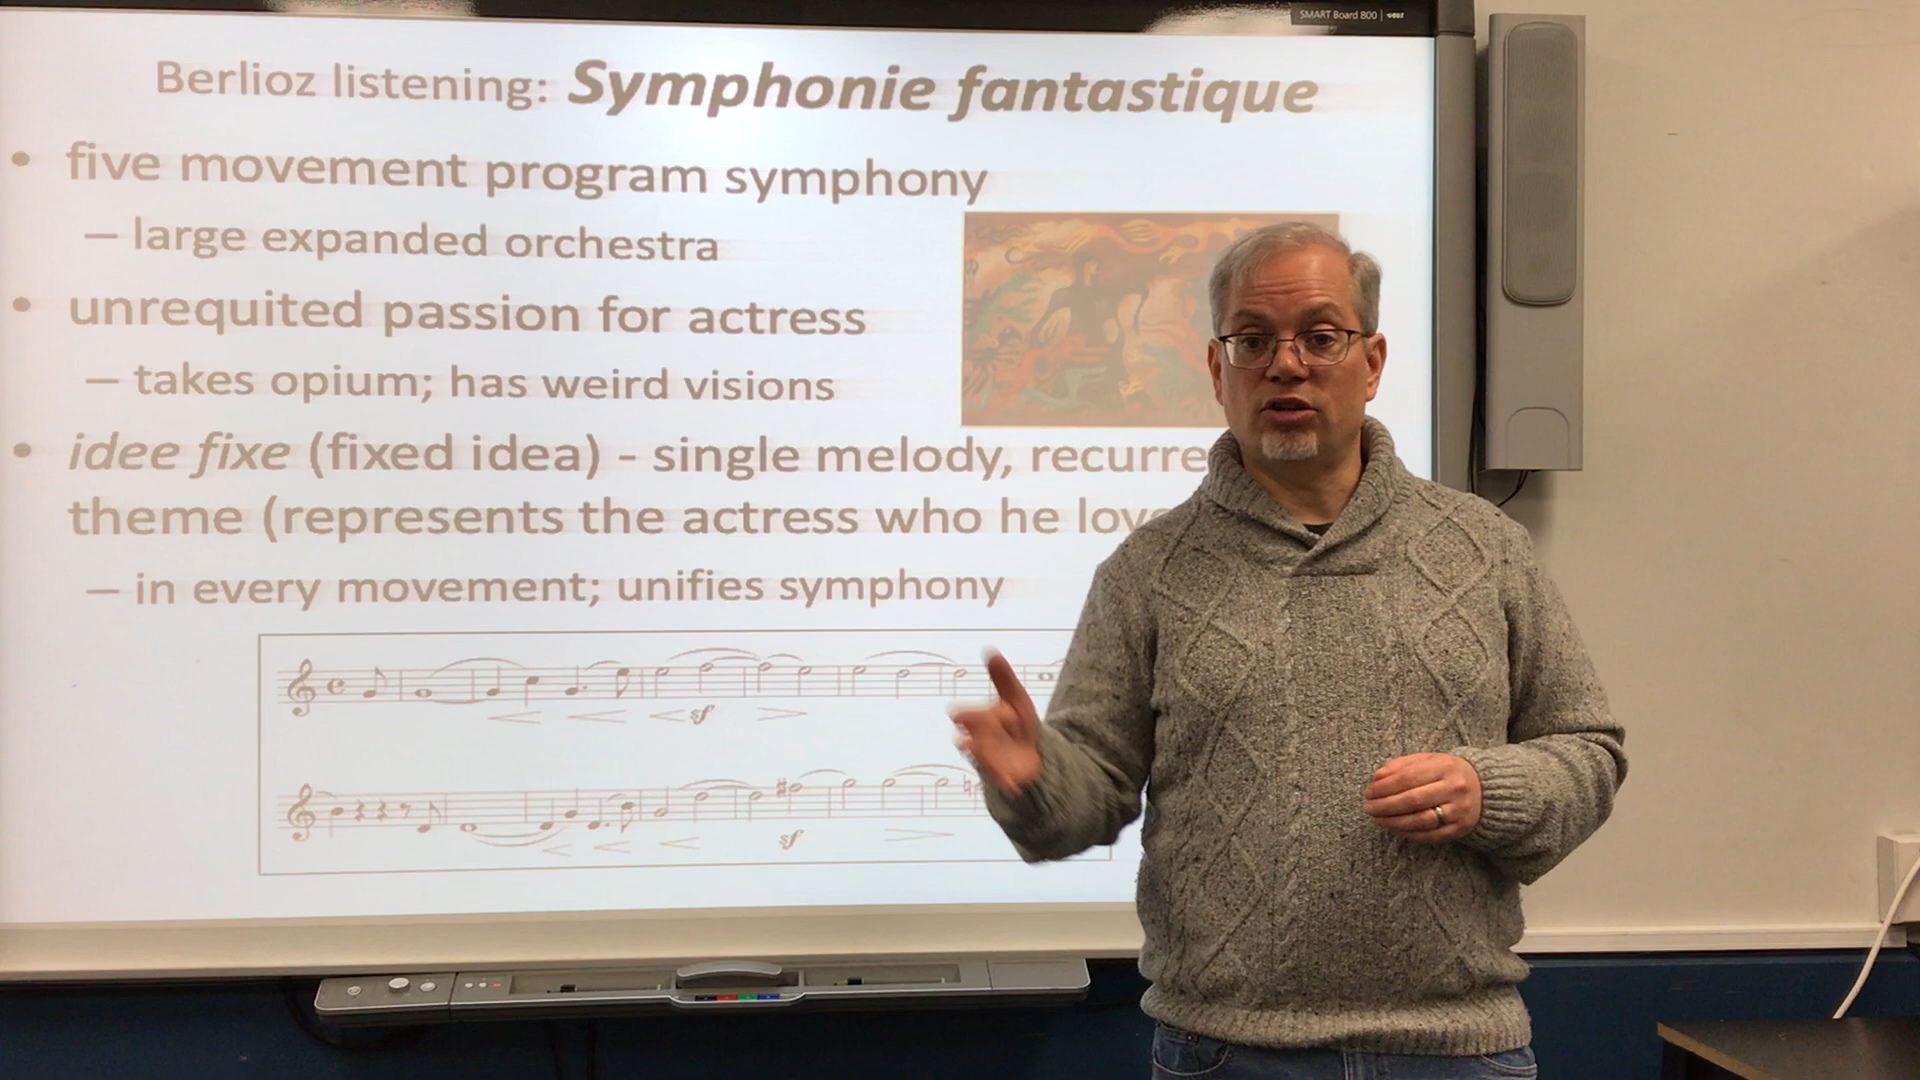 SMART Board 800
Berlioz listening: Symphonie fantastique
• five movement program symphony
– large expanded orchestra
• unrequited passion for actress
– takes opium; has weird visions
• idee fixe (fixed idea) - single melody, recurre
theme (represents the actress who he love
– in every movement; unifies symphony
sf
sf